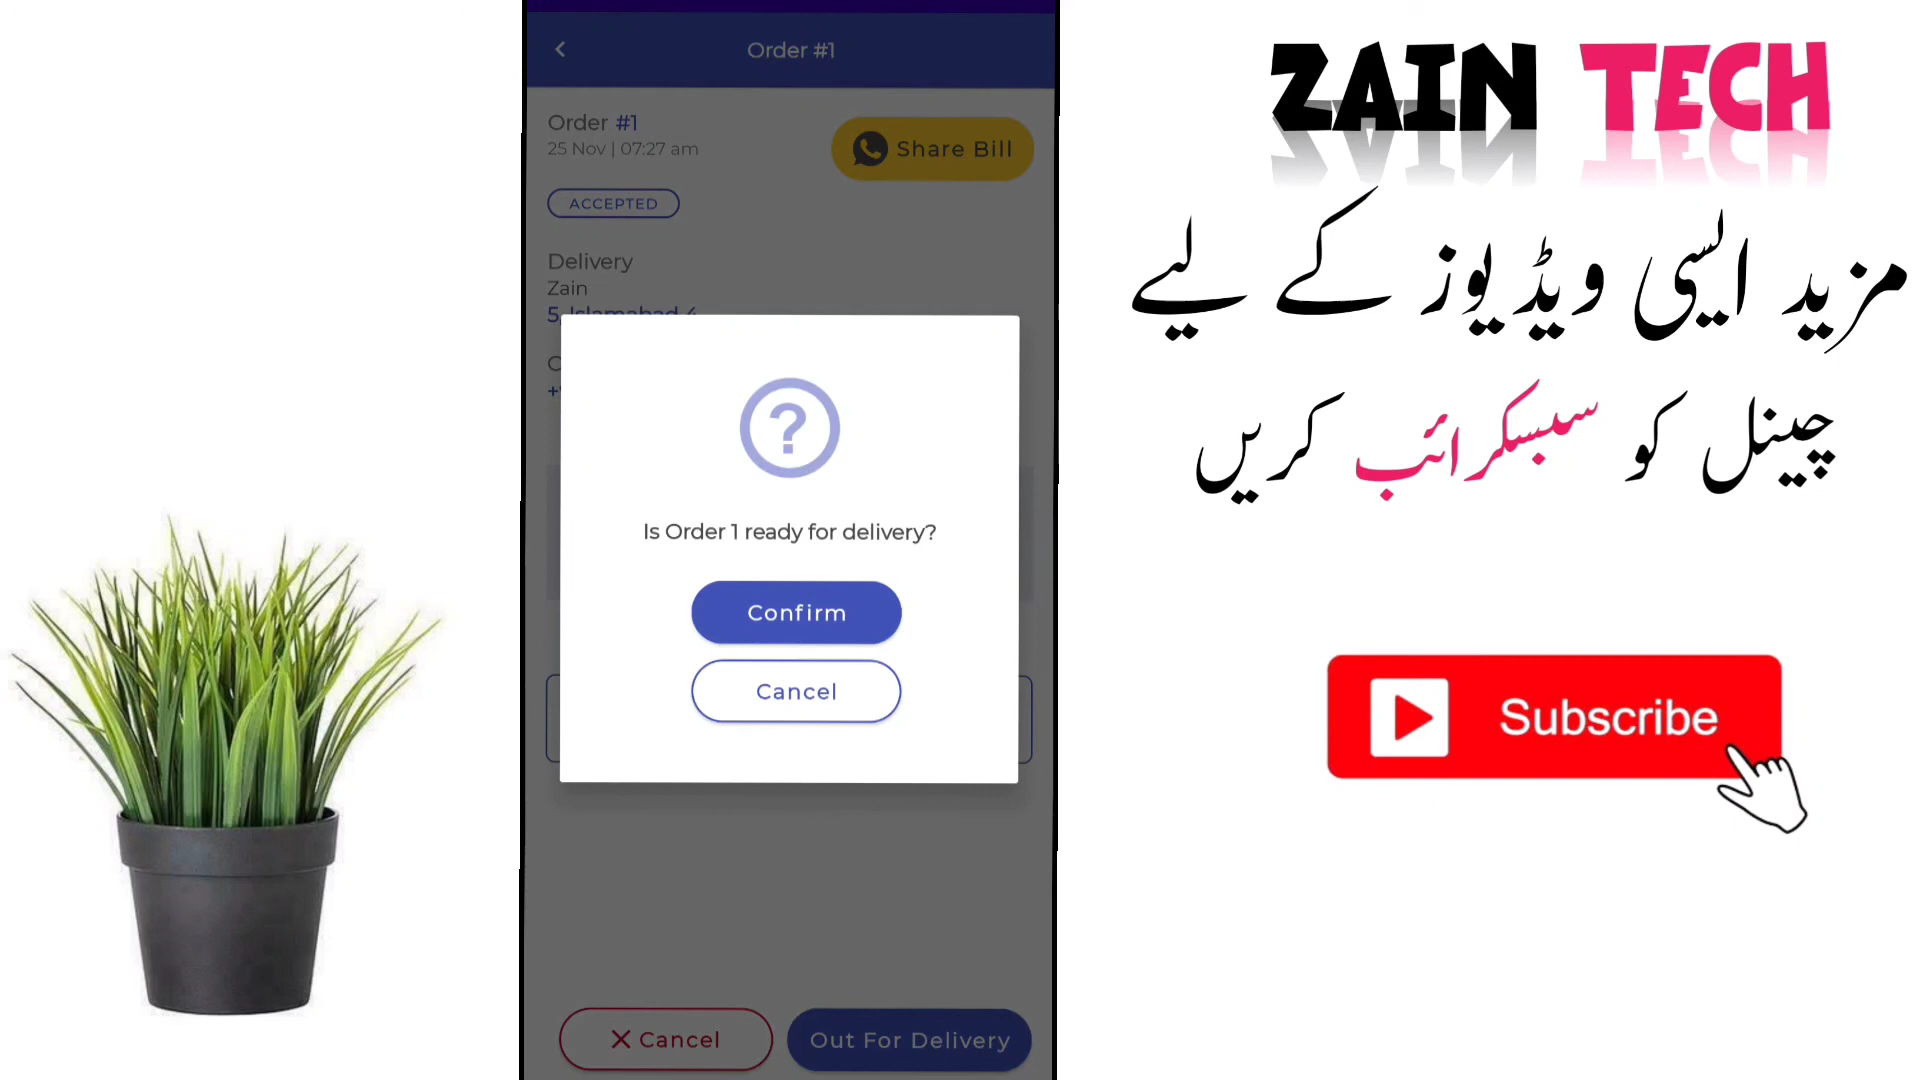 Order #1
Order #1
25 Nov | 07:27 am
Share Bill
ACCEPTED
Delivery
Zain
Is Order 1 ready for delivery?
Confirm
Cancel
Cancel
Out For Delivery
ZAIN TECH
مزید ایسی ویڈیوز کے لیے
چینل کو سبسکرائب کریں
Subscribe